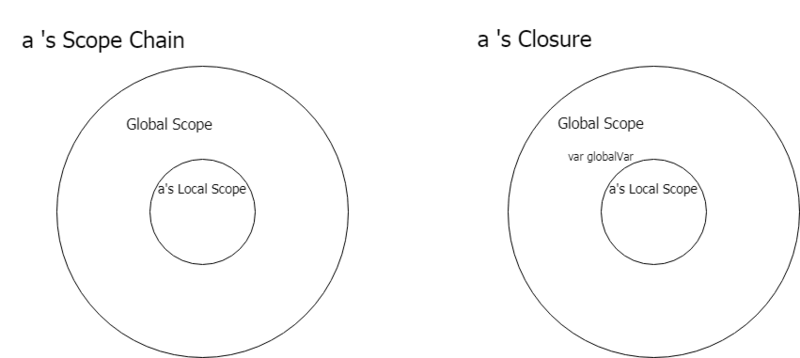 a 's Scope Chain
Global Scope
a's Local Scope
a 's Closure
Global Scope
var globalVar
a's Local Scope